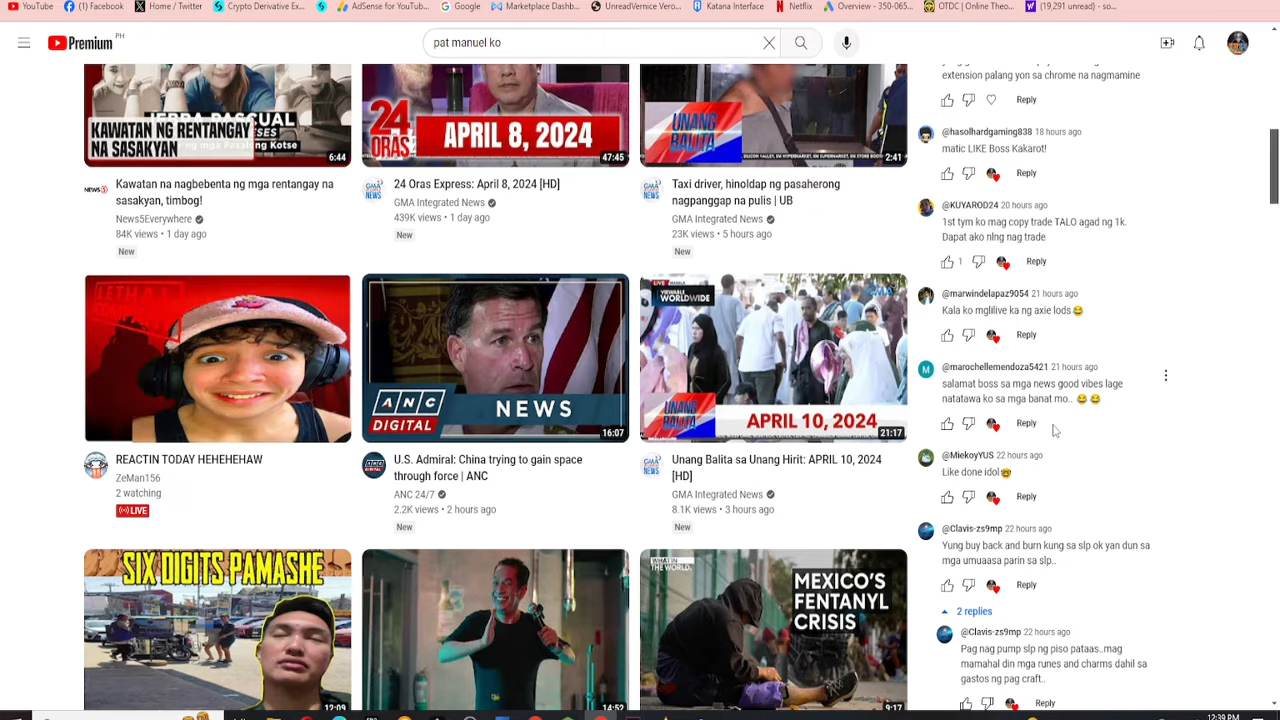 YouTube
(1) Facebook
Home / Twitter
Crypto Derivative Ex...
AdSense for YouTub...
Google
Marketplace Dashb...
UnreadVernice Vero...
Katana Interface
Netflix
Overview - 350-065...
OTDC | Online Theo...
(19,291 unread) - so...
Premium PH
pat manuel ko
JERRA PASCUAL
KAWATAN NG RENTANGAY
NA SASAKYAN
6:44
Kawatan na nagbebenta ng mga rentangay na
sasakyan, timbog!
News5Everywhere
84K views • 1 day ago
New
24 ORAS
APRIL 8, 2024
47:45
24 Oras Express: April 8, 2024 [HD]
GMA Integrated News
439K views • 1 day ago
New
UNANG
BALITA
2:41
Taxi driver, hinoldap ng pasaherong
nagpanggap na pulis | UB
GMA Integrated News
23K views • 5 hours ago
New
REACTIN TODAY HEHEHEHAW
ZeMan156
2 watching
LIVE
ANC
DIGITAL
NEWS
16:07
U.S. Admiral: China trying to gain space
through force | ANC
ANC 24/7
2.2K views • 2 hours ago
New
VIEWABLE
WORLDWIDE
UNANG
BALITA
APRIL 10, 2024
21:17
Unang Balita sa Unang Hirit: APRIL 10, 2024
[HD]
GMA Integrated News
8.1K views • 3 hours ago
New
SIX DIGITS PAMASHE
12:09
14:52
WHAT IN
THE WORLD
MEXICO'S
FENTANYL
CRISIS
9:17
extension palang yon sa chrome na nagmamine
Reply
@hasolhardgaming838 18 hours ago
matic LIKE Boss Kakarot!
Reply
@KUYAROD24 20 hours ago
1st tym ko mag copy trade TALO agad ng 1k.
Dapat ako nlng nag trade
1 Reply
@marwindelapaz9054 21 hours ago
Kala ko mglilive ka ng axie lods😂
Reply
M
@marochellemendoza5421 21 hours ago
salamat boss sa mga news good vibes lage
natatawa ko sa mga banat mo.. 😂😂
Reply
@MiekoyYUS 22 hours ago
Like done idol🤓
Reply
@Clavis-zs9mp 22 hours ago
Yung buy back and burn kung sa slp ok yan dun sa
mga umuaasa parin sa slp..
Reply
2 replies
@Clavis-zs9mp 22 hours ago
Pag nag pump slp ng piso pataas..mag
mamahal din mga runes and charms dahil sa
gastos ng pag craft..
Reply
12:39 PM